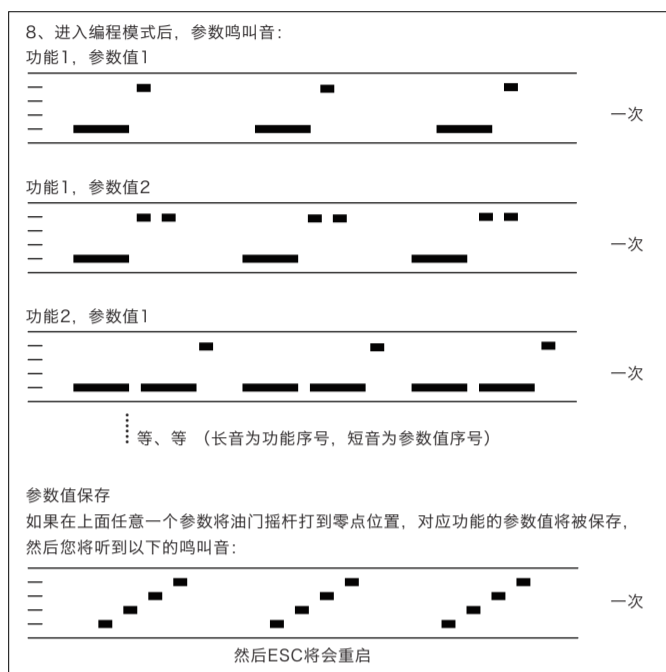 8、进入编程模式后，参数鸣叫音：
功能1，参数值1
一次
功能1，参数值2
一次
功能2，参数值1
一次
等、等 （长音为功能序号，短音为参数值序号）
参数值保存
如果在上面任意一个参数将油门摇杆打到零点位置，对应功能的参数值将被保存，
然后您将听到以下的鸣叫音：
一次
然后ESC将会重启